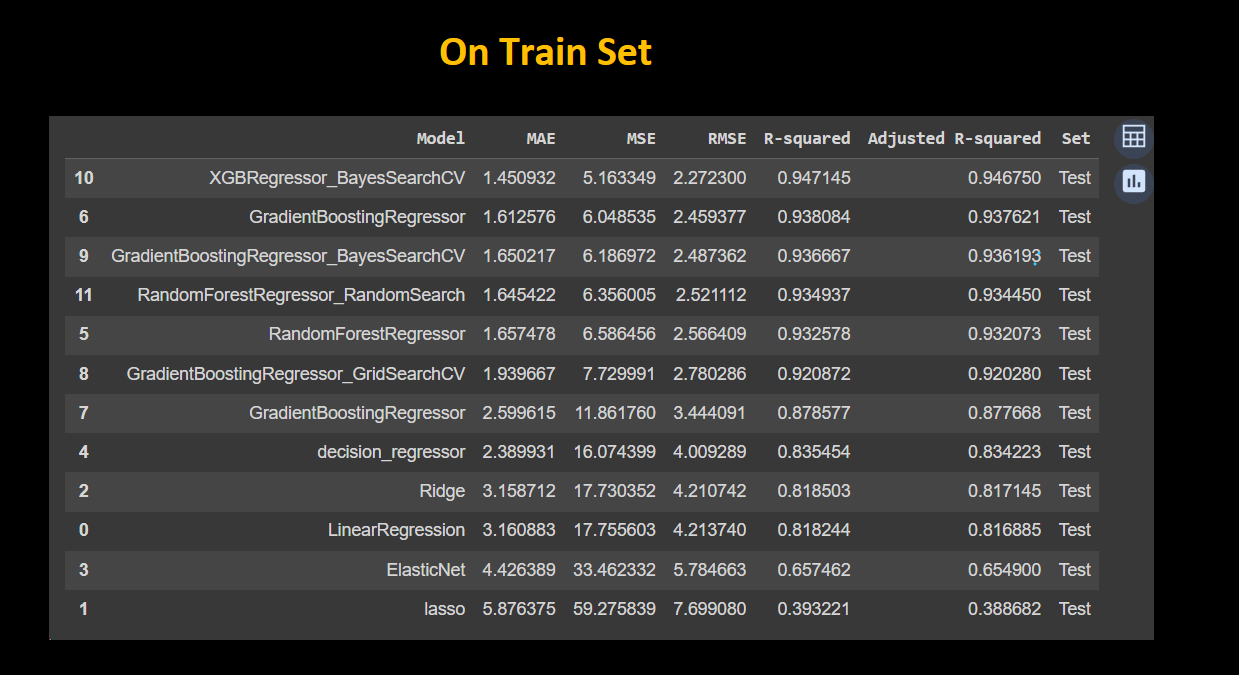 On Train Set
Model MAE MSE RMSE R-squared Adjusted R-squared Set
10 XGBRegressor_BayesSearchCV 1.450932 5.163349 2.272300 0.947145 0.946750 Test
6 GradientBoostingRegressor 1.612576 6.048535 2.459377 0.938084 0.937621 Test
9 GradientBoostingRegressor_BayesSearchCV 1.650217 6.186972 2.487362 0.936667 0.936193 Test
11 RandomForestRegressor_RandomSearch 1.645422 6.356005 2.521112 0.934937 0.934450 Test
5 RandomForestRegressor 1.657478 6.586456 2.566409 0.932578 0.932073 Test
8 GradientBoostingRegressor_GridSearchCV 1.939667 7.729991 2.780286 0.920872 0.920280 Test
7 GradientBoostingRegressor 2.599615 11.861760 3.444091 0.878577 0.877668 Test
4 decision_regressor 2.389931 16.074399 4.009289 0.835454 0.834223 Test
2 Ridge 3.158712 17.730352 4.210742 0.818503 0.817145 Test
0 LinearRegression 3.160883 17.755603 4.213740 0.818244 0.816885 Test
3 ElasticNet 4.426389 33.462332 5.784663 0.657462 0.654900 Test
1 lasso 5.876375 59.275839 7.699080 0.393221 0.388682 Test